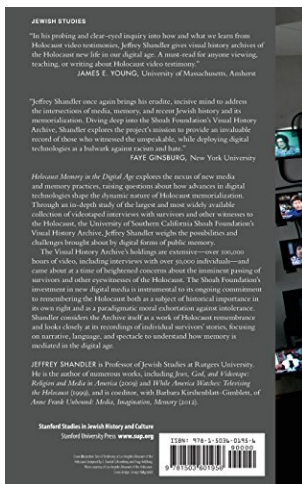 JEWISH STUDIES
"In his probing and clear-eyed inquiry into how and what we learn from
Holocaust video testimonies, Jeffrey Shandler gives visual history archives of
the Holocaust new life in our digital age. A must-read for anyone viewing,
teaching, or writing about Holocaust video testimony."
JAMES E. YOUNG, University of Massachusetts, Amherst
"Jeffrey Shandler once again brings his erudite, incisive mind to address
the intersections of media, memory, and recent Jewish history and its
memorialization. Diving deep into the Shoah Foundation's Visual History
Archive, Shandler explores the project's mission to provide an invaluable
record of those who witnessed the unspeakable, while deploying digital
technologies as a bulwark against racism and hate."
FAYE GINSBURG, New York University
Holocaust Memory in the Digital Age explores the nexus of new media
and memory practices, raising questions about how advances in digital
technologies shape the dynamic nature of Holocaust memorialization.
Through an in-depth study of the largest and most widely available
collection of videotaped interviews with survivors and other witnesses to
the Holocaust, the University of Southern California Shoah Foundation's
Visual History Archive, Jeffrey Shandler weighs the possibilities and
challenges brought about by digital forms of public memory.
The Visual History Archive's holdings are extensive—over 100,000
hours of video, including interviews with over 50,000 individuals—and
came about at a time of heightened concerns about the imminent passing of
survivors and other eyewitnesses of the Holocaust. The Shoah Foundation's
investment in new digital media is instrumental to its ongoing commitment
to remembering the Holocaust both as a subject of historical importance in
its own right and as a paradigmatic moral exhortation against intolerance.
Shandler considers the Archive itself as a work of Holocaust remembrance
and looks closely at its recordings of individual survivors' stories, focusing
on narrative, language, and spectacle to understand how memory is
mediated in the digital age.
JEFFREY SHANDLER is Professor of Jewish Studies at Rutgers University.
He is the author of numerous works, including Jews, God, and Videotape:
Religion and Media in America (2009) and While America Watches: Televising
the Holocaust (1999), and is coeditor, with Barbara Kirshenblatt-Gimblett, of
Anne Frank Unbound: Media, Imagination, Memory (2012).
Stanford Studies in Jewish History and Culture
Stanford University Press www.sup.org
ISBN 978-1-5036-0195-6
90000
9 781503 601956